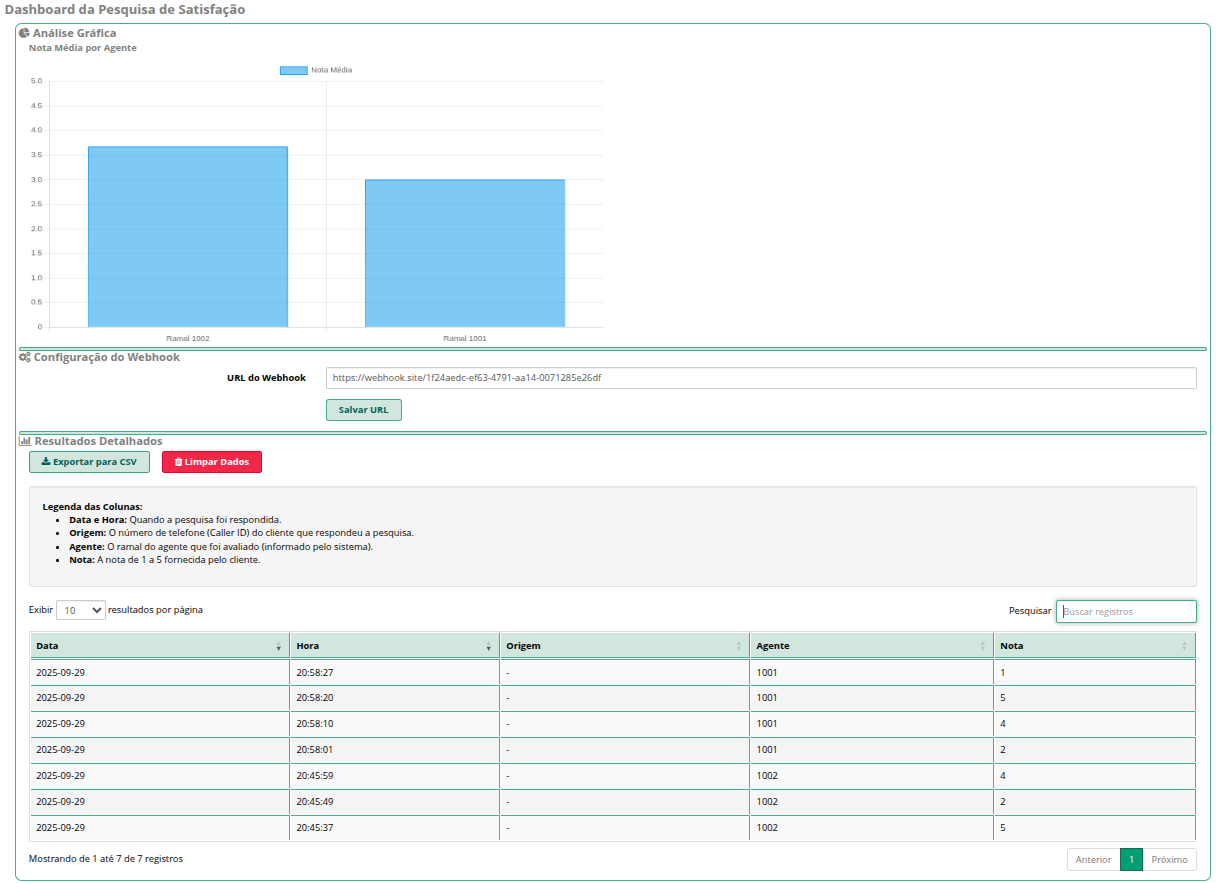 Dashboard da Pesquisa de Satisfação
Análise Gráfica
Nota Média por Agente
Nota Média
5.0
4.5
4.0
3.5
3.0
2.5
2.0
1.5
1.0
0.5
0
Ramal 1002 Ramal 1001
Configuração do Webhook
URL do Webhook https://webhook.site/1f24aedc-ef63-4791-aa14-0071285e26df
Salvar URL
Resultados Detalhados
Exportar para CSV Limpar Dados
Legenda das Colunas:
• Data e Hora: Quando a pesquisa foi respondida.
• Origem: O número de telefone (Caller ID) do cliente que respondeu a pesquisa.
• Agente: O ramal do agente que foi avaliado (informado pelo sistema).
• Nota: A nota de 1 a 5 fornecida pelo cliente.
Exibir 10 resultados por página Pesquisar Buscar registros
Data Hora Origem Agente Nota
2025-09-29 20:58:27 - 1001 1
2025-09-29 20:58:20 - 1001 5
2025-09-29 20:58:10 - 1001 4
2025-09-29 20:58:01 - 1001 2
2025-09-29 20:45:59 - 1002 4
2025-09-29 20:45:49 - 1002 2
2025-09-29 20:45:37 - 1002 5
Mostrando de 1 até 7 de 7 registros Anterior 1 Próximo